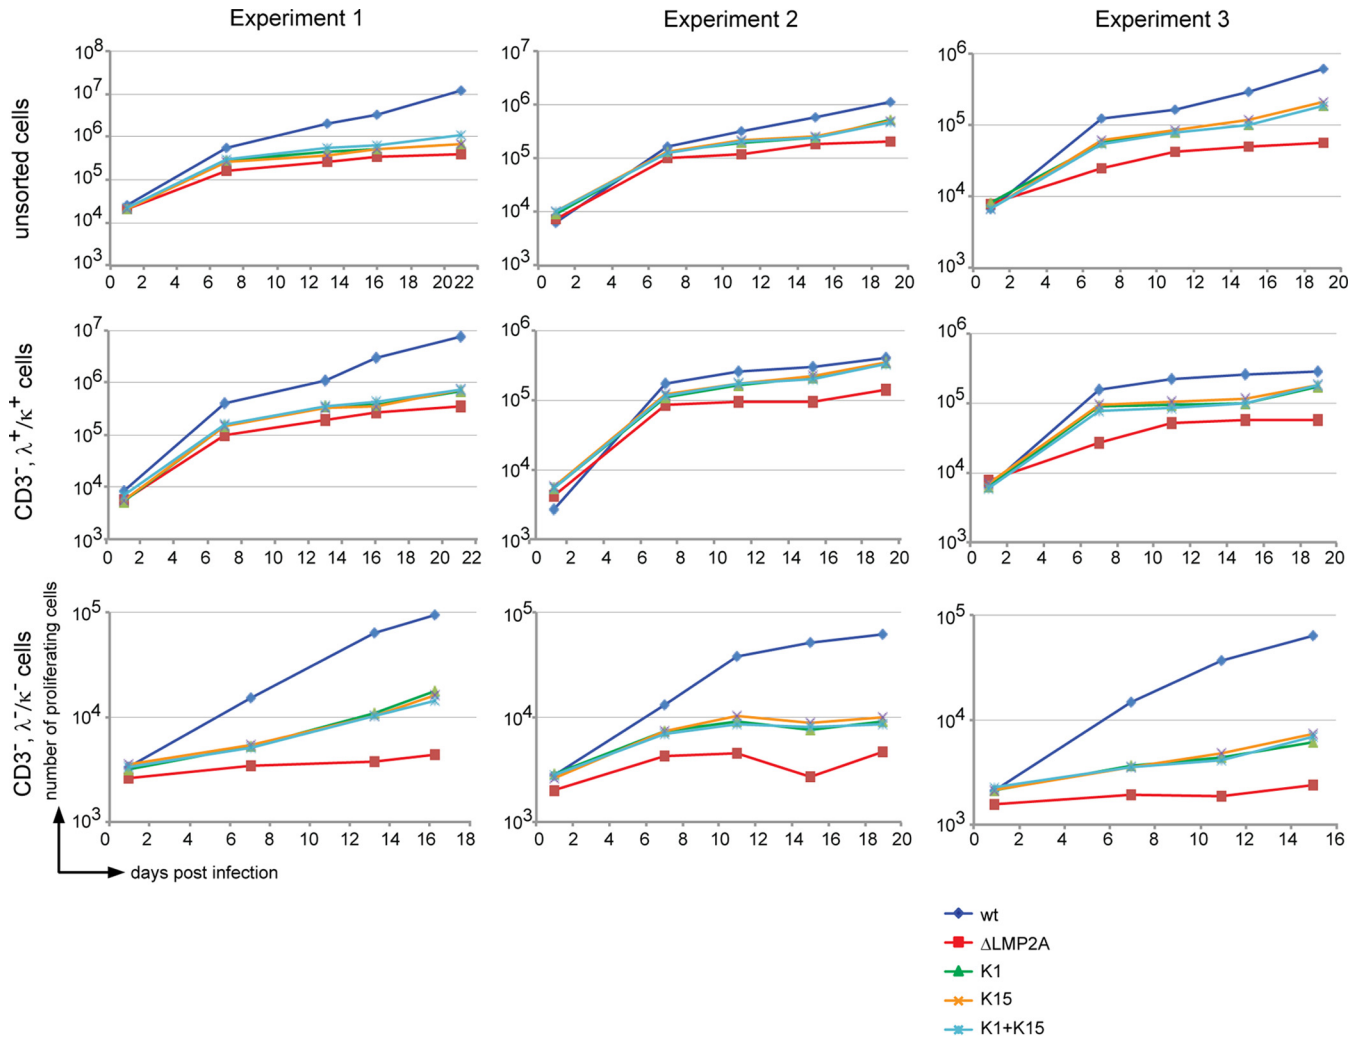 Experiment 1 Experiment 2 Experiment 3
unsorted cells
10⁸
10⁷
10⁶
10⁵
10⁴
10³
0 2 4 6 8 10 12 14 16 18 20 22
10⁷
10⁶
10⁵
10⁴
10³
0 2 4 6 8 10 12 14 16 18 20
10⁶
10⁵
10⁴
10³
0 2 4 6 8 10 12 14 16 18 20
CD3⁻, λ⁺/κ⁺ cells
10⁷
10⁶
10⁵
10⁴
10³
0 2 4 6 8 10 12 14 16 18 20 22
10⁶
10⁵
10⁴
10³
0 2 4 6 8 10 12 14 16 18 20
10⁶
10⁵
10⁴
10³
0 2 4 6 8 10 12 14 16 18 20
CD3⁻, λ⁻/κ⁻ cells
number of proliferating cells
10⁵
10⁴
10³
0 2 4 6 8 10 12 14 16 18
10⁵
10⁴
10³
0 2 4 6 8 10 12 14 16 18 20
10⁵
10⁴
10³
0 2 4 6 8 10 12 14 16
days post infection
wt
ΔLMP2A
K1
K15
K1+K15